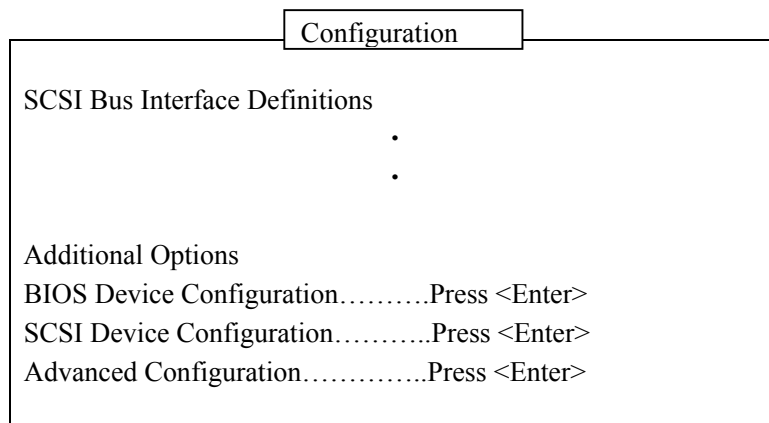 Configuration
SCSI Bus Interface Definitions
.
.
Additional Options
BIOS Device Configuration……….Press <Enter>
SCSI Device Configuration………..Press <Enter>
Advanced Configuration…………..Press <Enter>